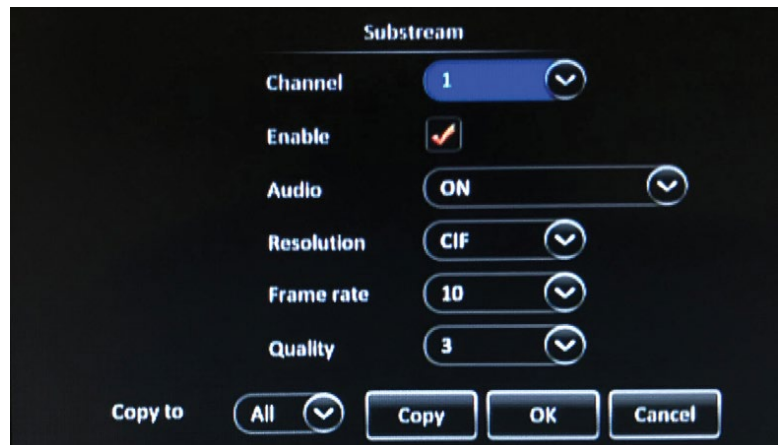 Substream
Channel 1
Enable
Audio ON
Resolution CIF
Frame rate 10
Quality 3
Copy to All Copy OK Cancel